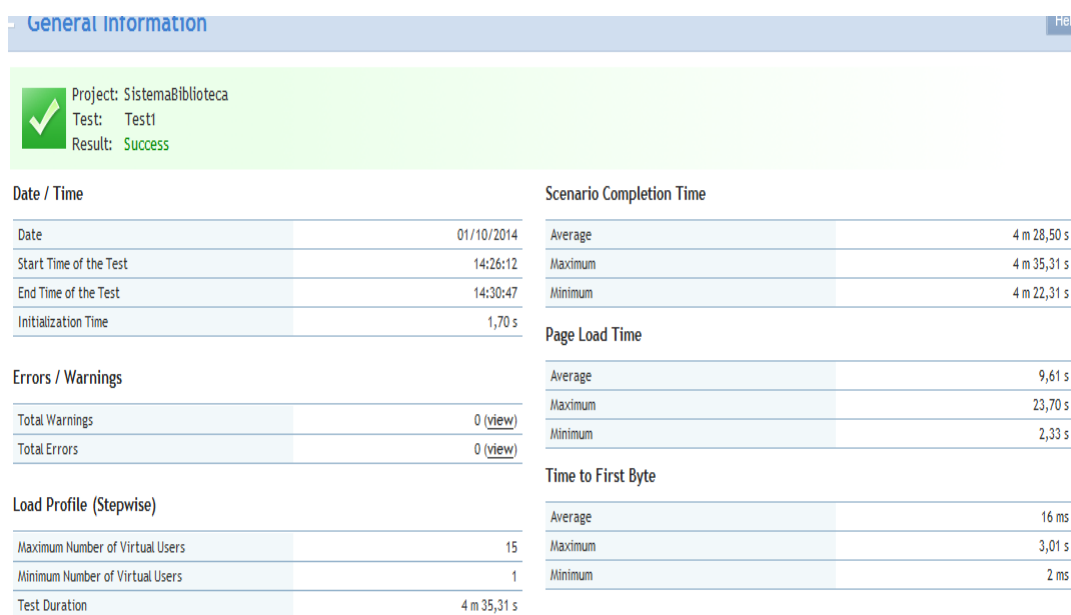 General Information
Project: SistemaBiblioteca
Test: Test1
Result: Success
Date / Time
Date 01/10/2014
Start Time of the Test 14:26:12
End Time of the Test 14:30:47
Initialization Time 1,70 s
Errors / Warnings
Total Warnings 0 (view)
Total Errors 0 (view)
Load Profile (Stepwise)
Maximum Number of Virtual Users 15
Minimum Number of Virtual Users 1
Test Duration 4 m 35,31 s
Scenario Completion Time
Average 4 m 28,50 s
Maximum 4 m 35,31 s
Minimum 4 m 22,31 s
Page Load Time
Average 9,61 s
Maximum 23,70 s
Minimum 2,33 s
Time to First Byte
Average 16 ms
Maximum 3,01 s
Minimum 2 ms